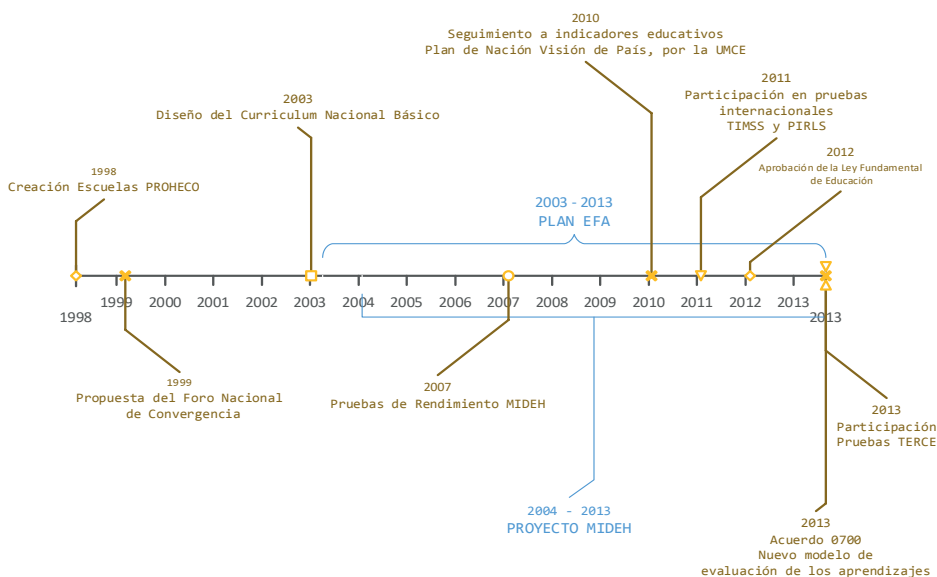 2010
Seguimiento a indicadores educativos
Plan de Nación Visión de País, por la UMCE
2011
Participación en pruebas
internacionales
TIMSS y PIRLS
2003
Diseño del Curriculum Nacional Básico
2012
Aprobación de la Ley Fundamental
de Educación
1998
Creación Escuelas PROHECO
2003 - 2013
PLAN EFA
1999 2000 2001 2002 2003 2004 2005 2006 2007 2008 2009 2010 2011 2012 2013
1998 2013
1999
Propuesta del Foro Nacional
de Convergencia
2007
Pruebas de Rendimiento MIDEH
2013
Participación
Pruebas TERCE
2004 - 2013
PROYECTO MIDEH
2013
Acuerdo 0700
Nuevo modelo de
evaluación de los aprendizajes